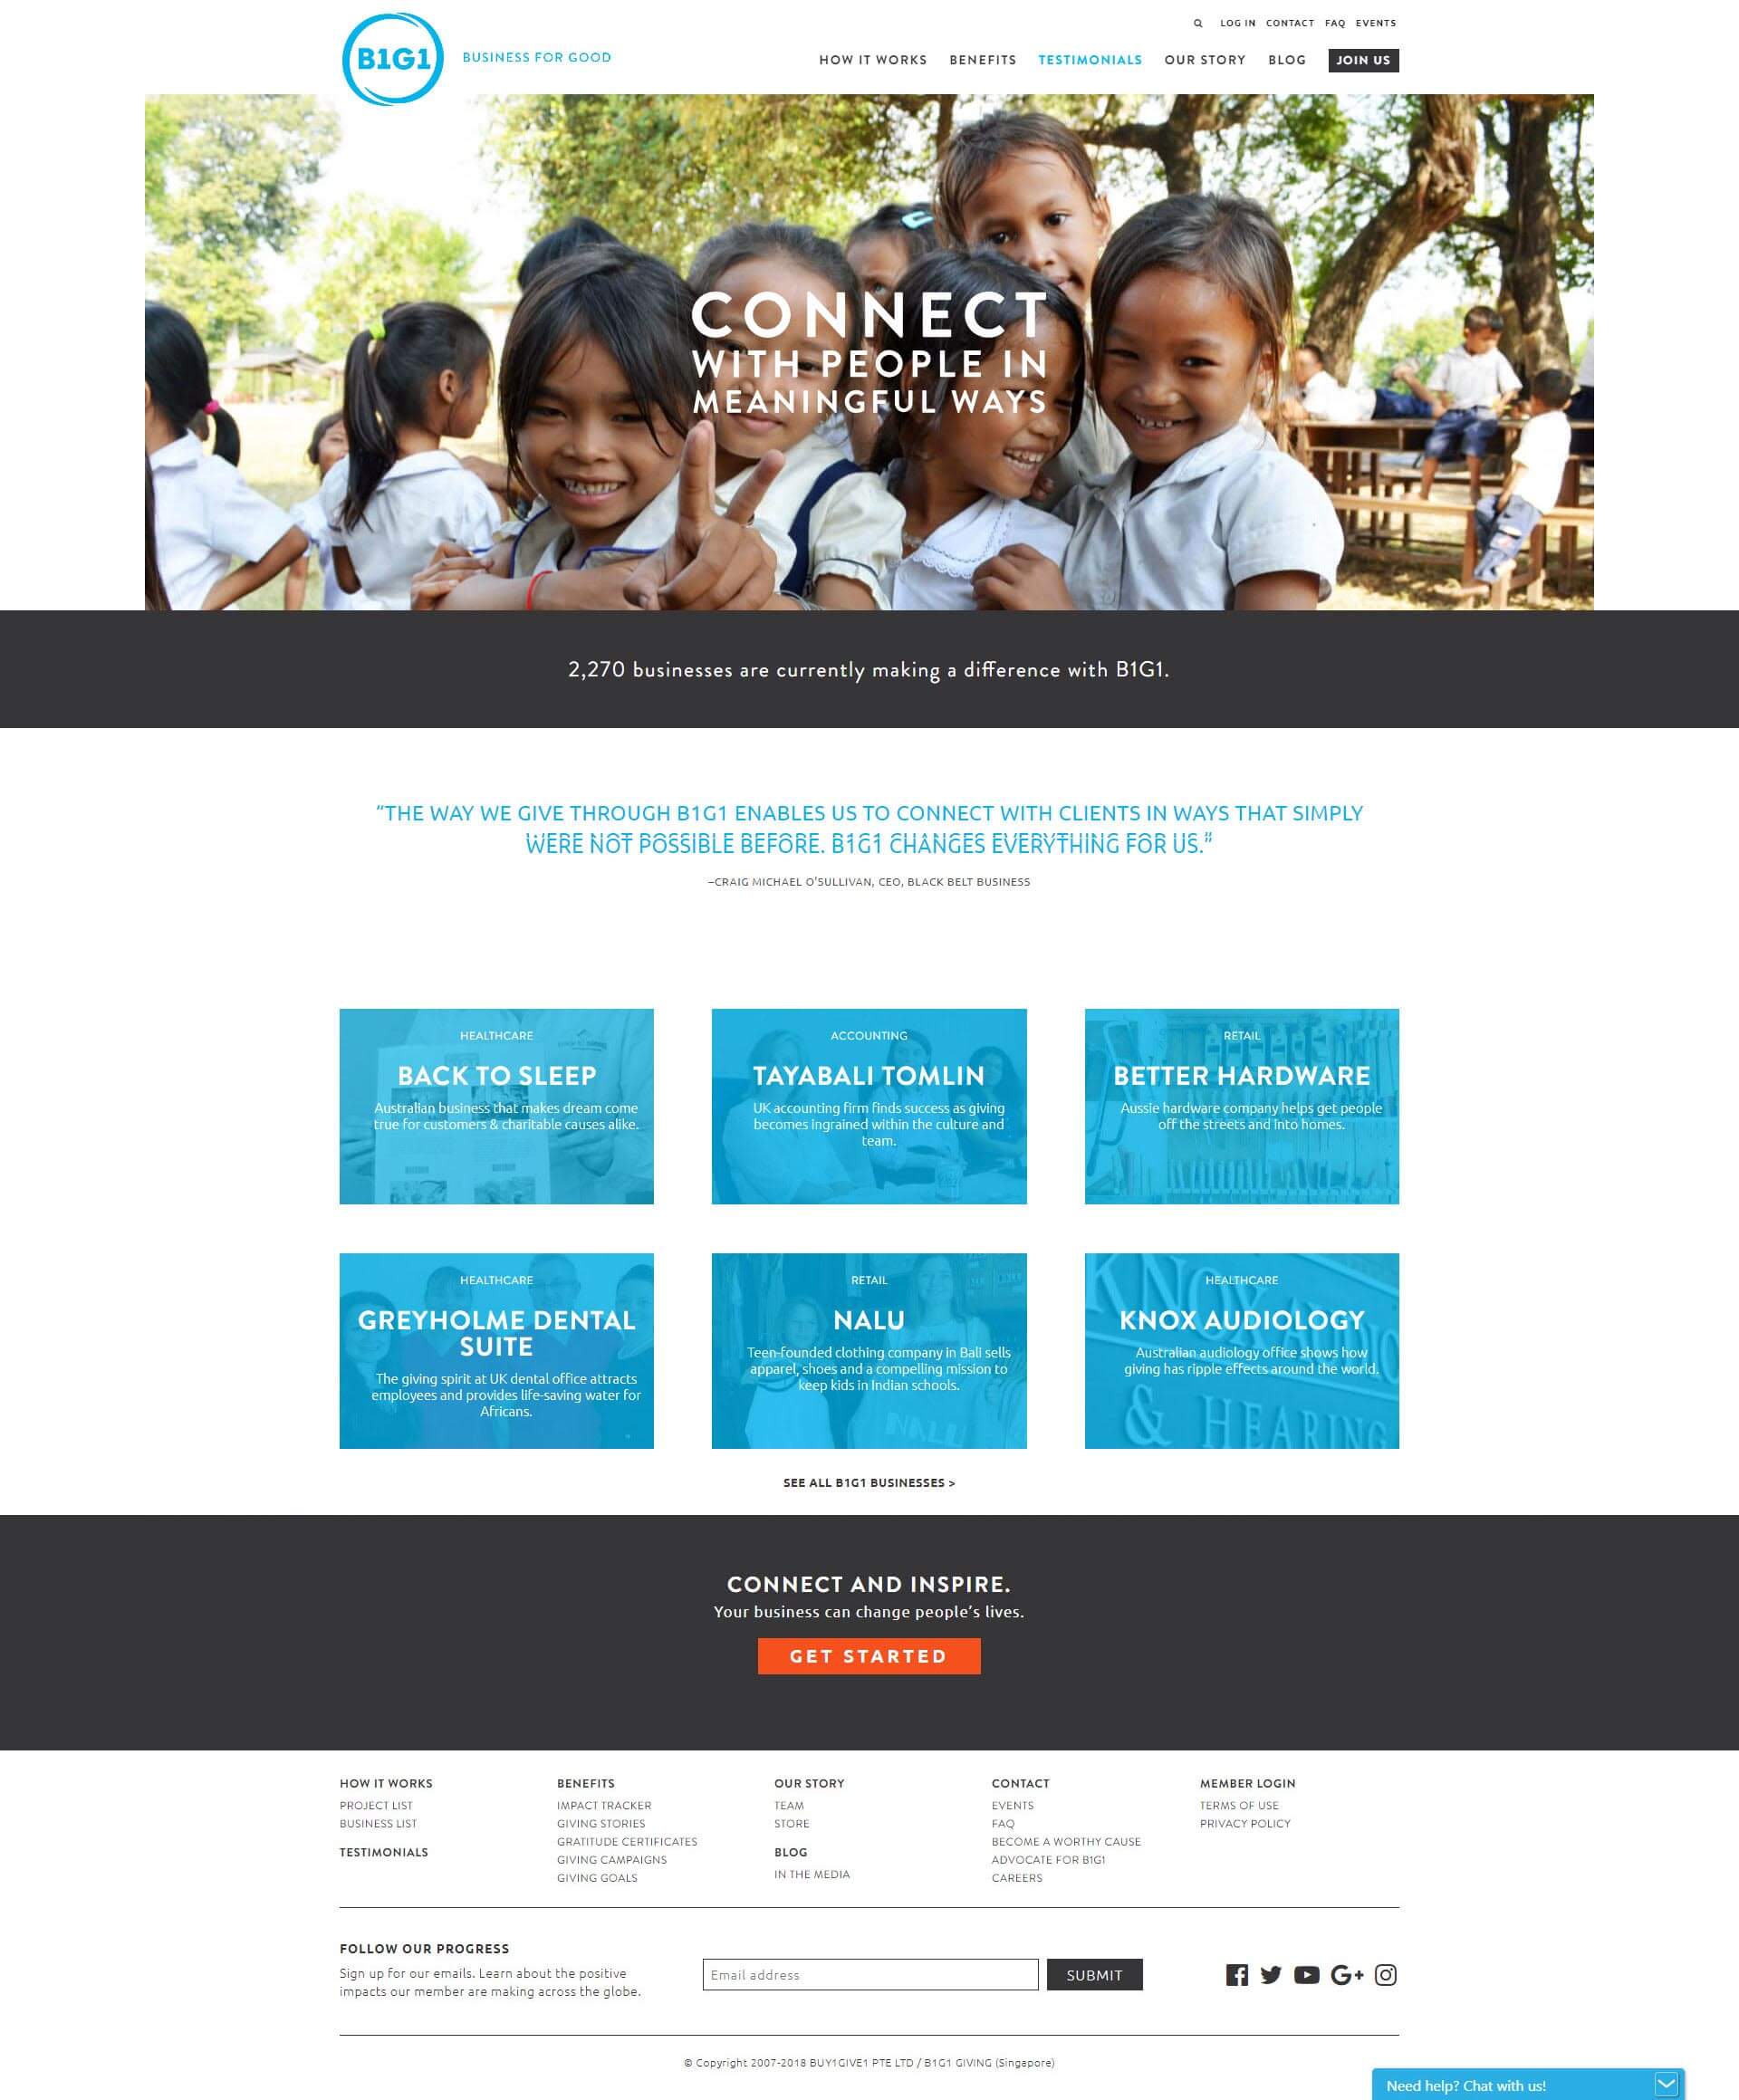 LOG IN CONTACT FAQ EVENTS
B1G1
BUSINESS FOR GOOD
HOW IT WORKS BENEFITS TESTIMONIALS OUR STORY BLOG JOIN US
CONNECT
WITH PEOPLE IN
MEANINGFUL WAYS
2,270 businesses are currently making a difference with B1G1.
“THE WAY WE GIVE THROUGH B1G1 ENABLES US TO CONNECT WITH CLIENTS IN WAYS THAT SIMPLY
WERE NOT POSSIBLE BEFORE. B1G1 CHANGES EVERYTHING FOR US.”
–CRAIG MICHAEL O'SULLIVAN, CEO, BLACK BELT BUSINESS
HEALTHCARE
BACK TO SLEEP
Australian business that makes dream come
true for customers & charitable causes alike.
ACCOUNTING
TAYABALI TOMLIN
UK accounting firm finds success as giving
becomes ingrained within the culture and
team.
RETAIL
BETTER HARDWARE
Aussie hardware company helps get people
off the streets and into homes.
HEALTHCARE
GREYHOLME DENTAL
SUITE
The giving spirit at UK dental office attracts
employees and provides life-saving water for
Africans.
RETAIL
NALU
Teen-founded clothing company in Bali sells
apparel, shoes and a compelling mission to
keep kids in Indian schools.
NALU
HEALTHCARE
KNOX AUDIOLOGY
Australian audiology office shows how
giving has ripple effects around the world.
KNOX AUDIO
& HEARING
SEE ALL B1G1 BUSINESSES >
CONNECT AND INSPIRE.
Your business can change people’s lives.
GET STARTED
HOW IT WORKS
PROJECT LIST
BUSINESS LIST
TESTIMONIALS
BENEFITS
IMPACT TRACKER
GIVING STORIES
GRATITUDE CERTIFICATES
GIVING CAMPAIGNS
GIVING GOALS
OUR STORY
TEAM
STORE
BLOG
IN THE MEDIA
CONTACT
EVENTS
FAQ
BECOME A WORTHY CAUSE
ADVOCATE FOR B1G1
CAREERS
MEMBER LOGIN
TERMS OF USE
PRIVACY POLICY
FOLLOW OUR PROGRESS
Sign up for our emails. Learn about the positive
impacts our member are making across the globe.
Email address
SUBMIT
© Copyright 2007-2018 BUY1GIVE1 PTE LTD / B1G1 GIVING (Singapore)
Need help? Chat with us!